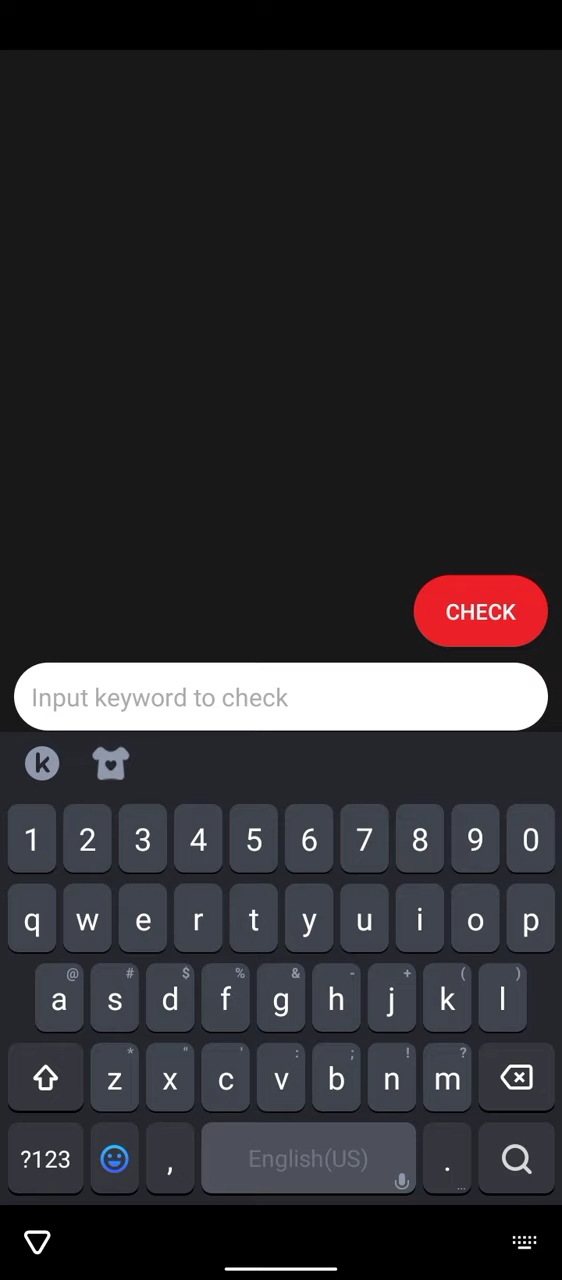 CHECK
Input keyword to check
k
1 2 3 4 5 6 7 8 9 0
q w e r t y u i o p
@ # $ % & - + ( )
a s d f g h j k l
* " ' : ; ! ?
z x c v b n m
?123 , English(US) . ...